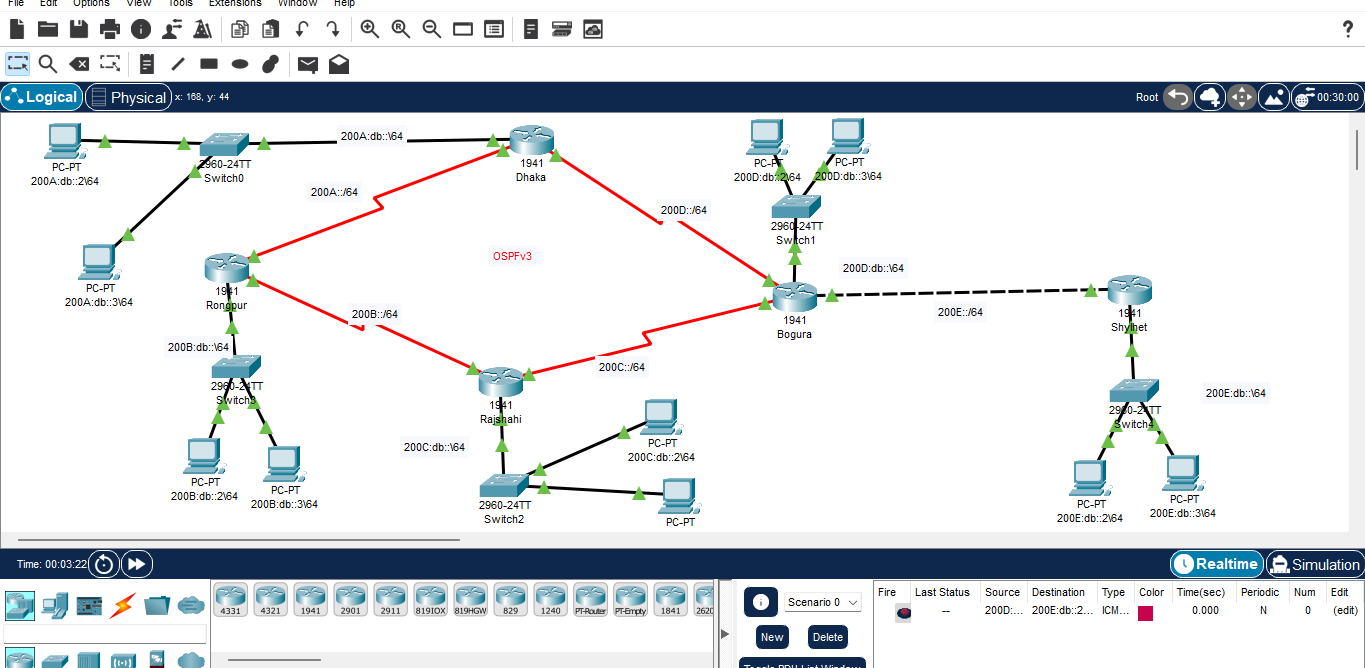 File Edit Options View Tools Extensions Window Help
Logical Physical x: 168, y: 44 Root 00:30:00
PC-PT
200A:db::2\64
2960-24TT
Switch0
200A:db::\64
1941
Dhaka
PC-PT
200D:db::2\64
PC-PT
200D:db::3\64
200A::/64
200D::/64
2960-24TT
Switch1
PC-PT
200A:db::3\64
OSPFv3
200D:db::\64
1941
Rongpur
200B::/64
1941
Bogura
200E::/64
1941
Shylhet
200B:db::\64
2960-24TT
Switch3
200C::/64
1941
Rajshahi
200E:db::\64
2960-24TT
Switch4
200C:db::\64
PC-PT
200C:db::2\64
PC-PT
200B:db::2\64
PC-PT
200B:db::3\64
2960-24TT
Switch2
PC-PT
PC-PT
200E:db::2\64
PC-PT
200E:db::3\64
Time: 00:03:22 Realtime Simulation
4331 4321 1941 2901 2911 819IOX 819HGW 829 1240 PT-Router PT-Empty 1841 2620
Scenario 0
New Delete
Toggle PDU List Window
Fire Last Status Source Destination Type Color Time(sec) Periodic Num Edit
-- 200D:... 200E:db::2... ICM... 0.000 N 0 (edit)